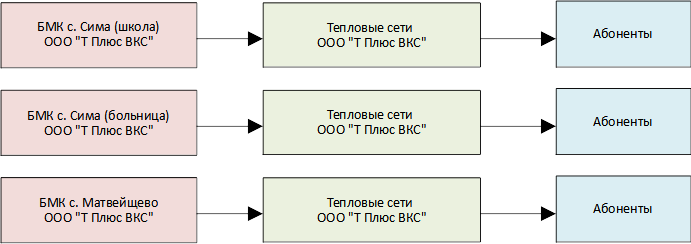 БМК с. Сима (школа)
ООО "Т Плюс ВКС"
Тепловые сети
ООО "Т Плюс ВКС"
Абоненты
БМК с. Сима (больница)
ООО "Т Плюс ВКС"
Тепловые сети
ООО "Т Плюс ВКС"
Абоненты
БМК с. Матвейщево
ООО "Т Плюс ВКС"
Тепловые сети
ООО "Т Плюс ВКС"
Абоненты